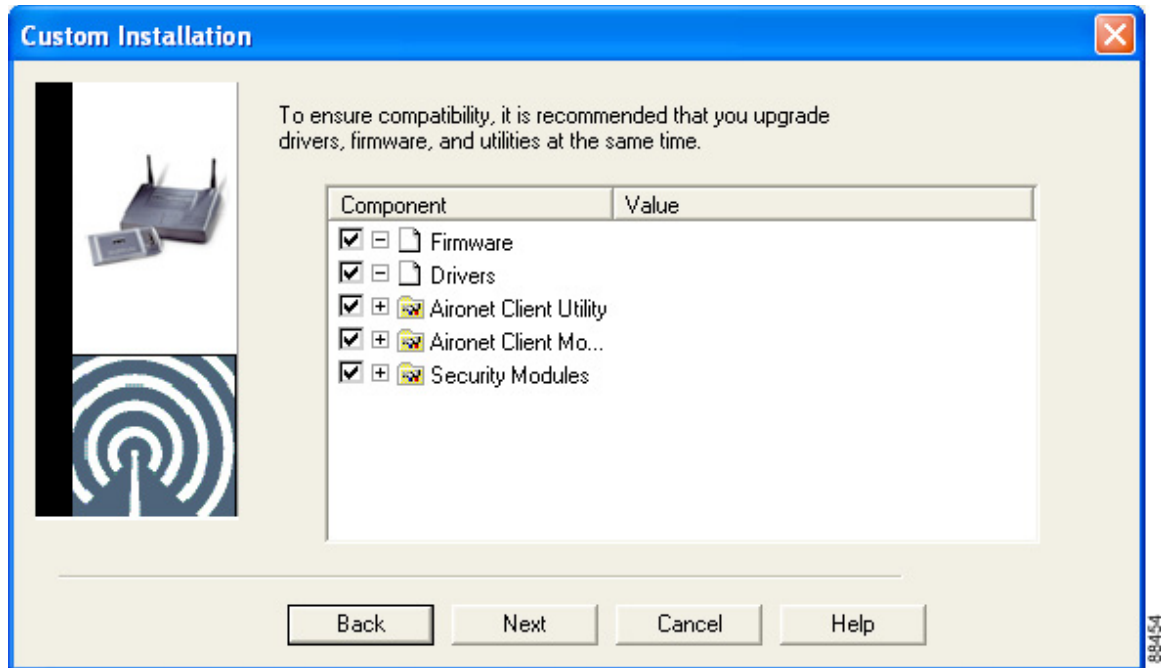 Custom Installation
To ensure compatibility, it is recommended that you upgrade
drivers, firmware, and utilities at the same time.
Component Value
Firmware
Drivers
Aironet Client Utility
Aironet Client Mo...
Security Modules
Back Next Cancel Help
88454